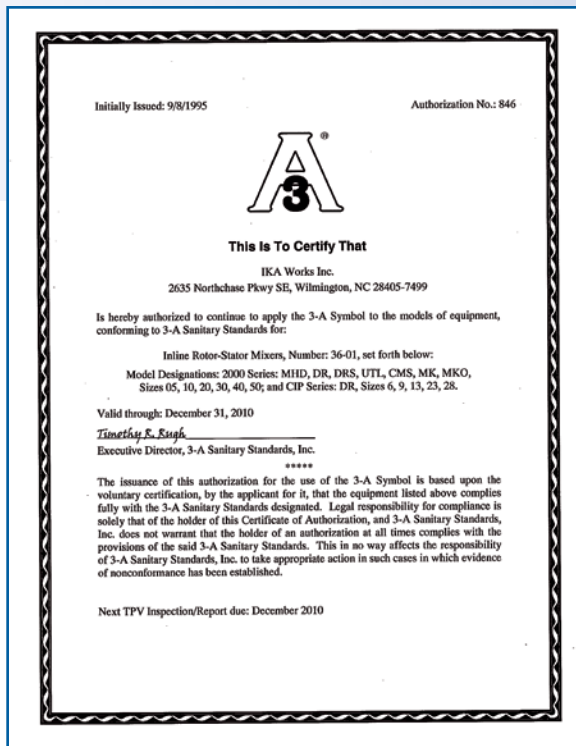 Initially Issued: 9/8/1995
Authorization No.: 846
A ®
3
This Is To Certify That
IKA Works Inc.
2635 Northchase Pkwy SE, Wilmington, NC 28405-7499
Is hereby authorized to continue to apply the 3-A Symbol to the models of equipment,
conforming to 3-A Sanitary Standards for:
Inline Rotor-Stator Mixers, Number: 36-01, set forth below:
Model Designations: 2000 Series: MHD, DR, DRS, UTL, CMS, MK, MKO,
Sizes 05, 10, 20, 30, 40, 50; and CIP Series: DR, Sizes 6, 9, 13, 23, 28.
Valid through: December 31, 2010
Timothy R. Rugh
Executive Director, 3-A Sanitary Standards, Inc.
*****
The issuance of this authorization for the use of the 3-A Symbol is based upon the
voluntary certification, by the applicant for it, that the equipment listed above complies
fully with the 3-A Sanitary Standards designated. Legal responsibility for compliance is
solely that of the holder of this Certificate of Authorization, and 3-A Sanitary Standards,
Inc. does not warrant that the holder of an authorization at all times complies with the
provisions of the said 3-A Sanitary Standards. This in no way affects the responsibility
of 3-A Sanitary Standards, Inc. to take appropriate action in such cases in which evidence
of nonconformance has been established.
Next TPV Inspection/Report due: December 2010